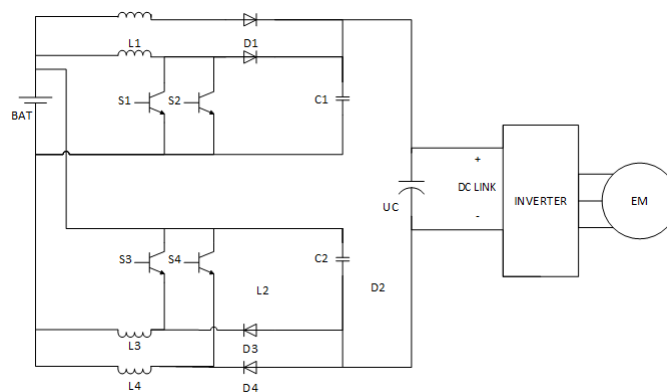 L1
D1
S1
S2
C1
BAT
+
UC
DC LINK
-
INVERTER
EM
S3
S4
C2
L2
D2
L3
D3
L4
D4